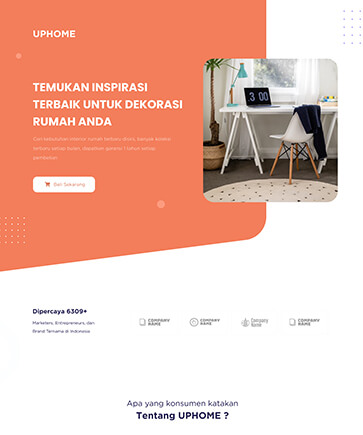 UPHOME
TEMUKAN INSPIRASI
TERBAIK UNTUK DEKORASI
RUMAH ANDA
Cari kebutuhan interior rumah terbaru disini, banyak koleksi
terbaru setiap bulan, dapatkan garansi 1 tahun setiap
pembelian
Beli Sekarang
3 00
Dipercaya 6309+
Marketers, Entrepreneurs, dan
Brand Ternama di Indonesia
COMPANY
NAME
COMPANY
NAME
Company
Name
COMPANY
NAME
Apa yang konsumen katakan
Tentang UPHOME ?